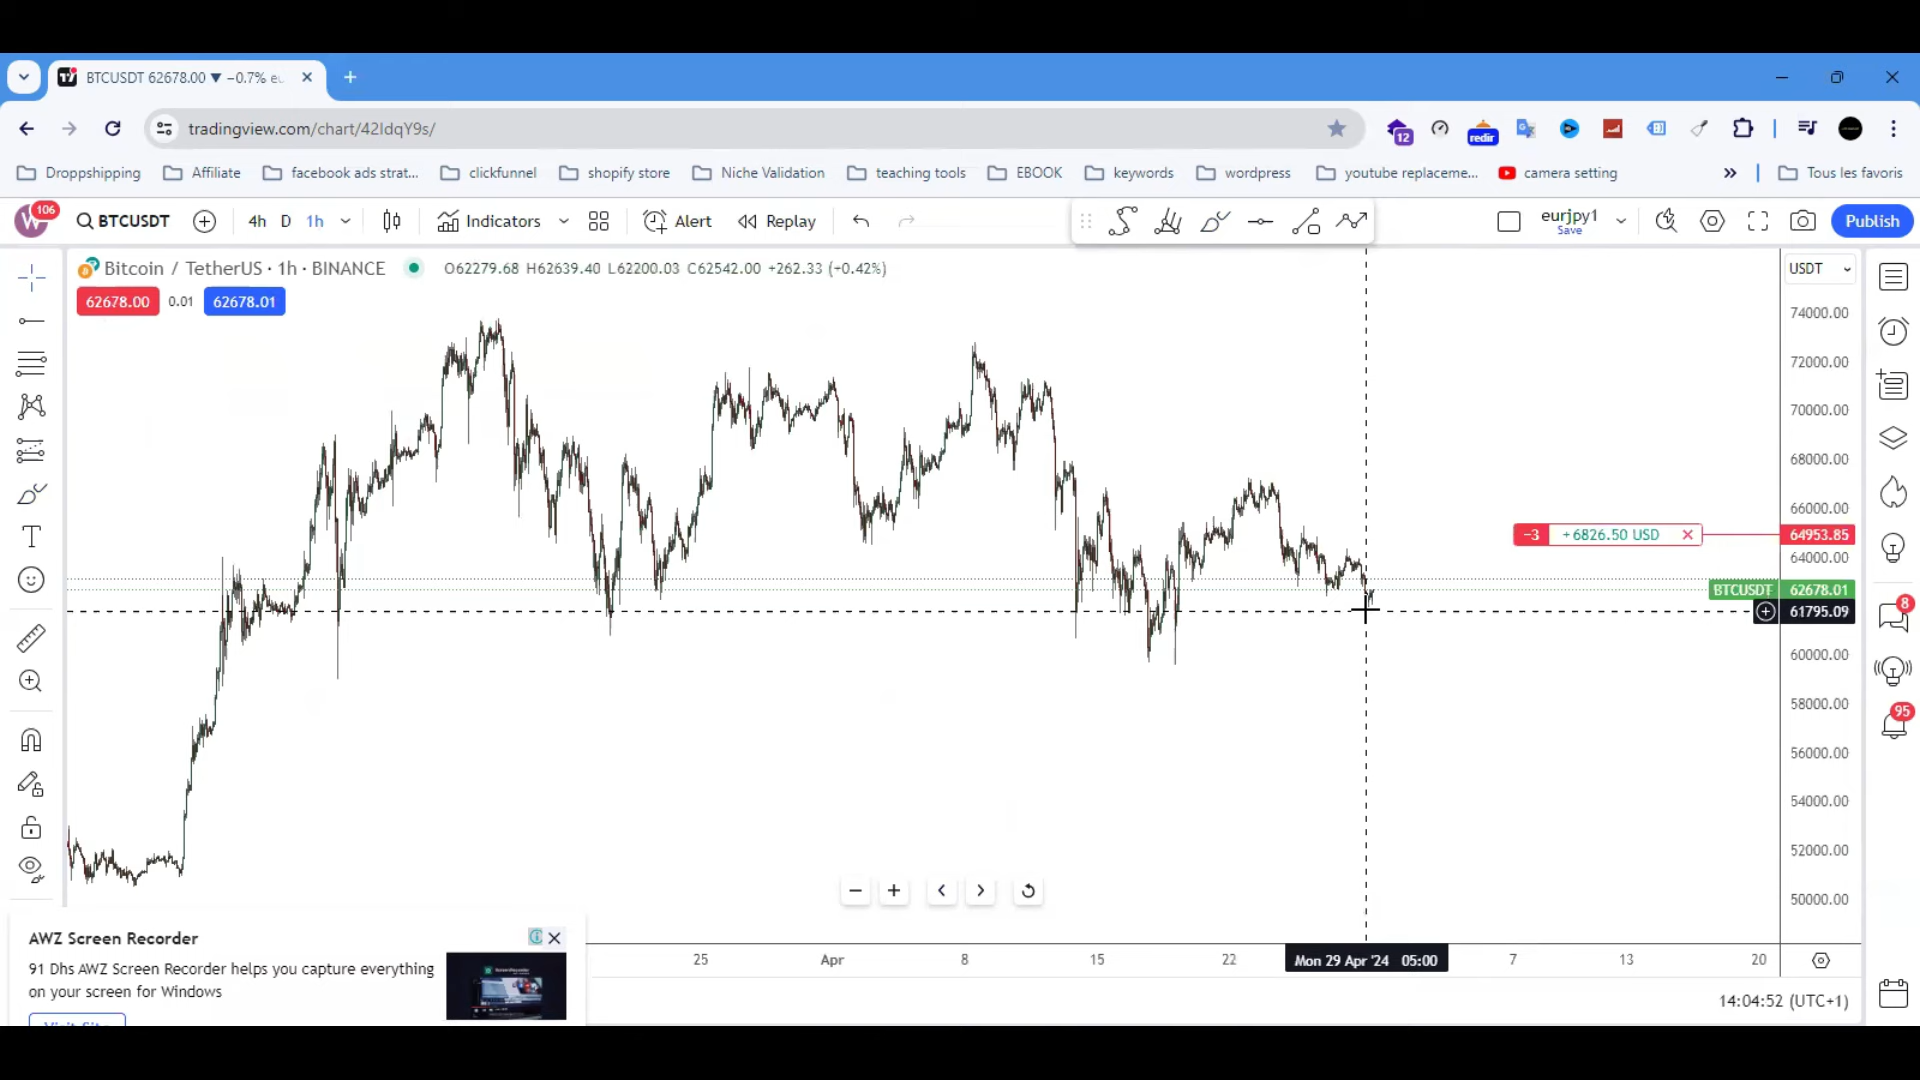 BTCUSDT 62678.00 ▼ −0.7% eu
tradingview.com/chart/42IdqY9s/
12
redir
Droppshipping
Affiliate
facebook ads strat...
clickfunnel
shopify store
Niche Validation
teaching tools
EBOOK
keywords
wordpress
youtube replaceme...
camera setting
»
Tous les favoris
W
106
BTCUSDT
4h D 1h
Indicators
Alert
Replay
eurjpy1
Save
Publish
Bitcoin / TetherUS · 1h · BINANCE
O62279.68 H62639.40 L62200.03 C62542.00 +262.33 (+0.42%)
USDT
62678.00
0.01
62678.01
74000.00
72000.00
70000.00
68000.00
66000.00
−3 +6826.50 USD
64953.85
64000.00
BTCUSDT 62678.01
61795.09
8
60000.00
58000.00
95
56000.00
54000.00
52000.00
50000.00
AWZ Screen Recorder
91 Dhs AWZ Screen Recorder helps you capture everything
on your screen for Windows
25
Apr
8
15
22
Mon 29 Apr '24 05:00
7
13
20
14:04:52 (UTC+1)